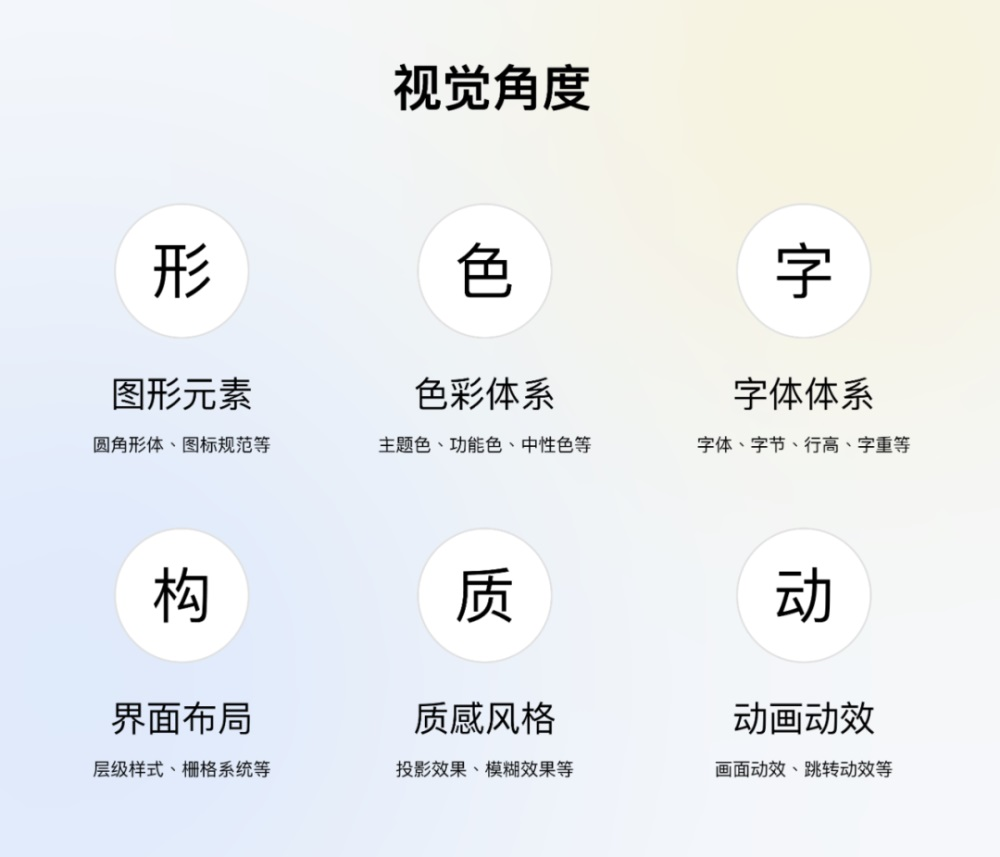 视觉角度
形
色
字
图形元素
色彩体系
字体体系
圆角形体、图标规范等
主题色、功能色、中性色等
字体、字节、行高、字重等
构
质
动
界面布局
质感风格
动画动效
层级样式、栅格系统等
投影效果、模糊效果等
画面动效、跳转动效等